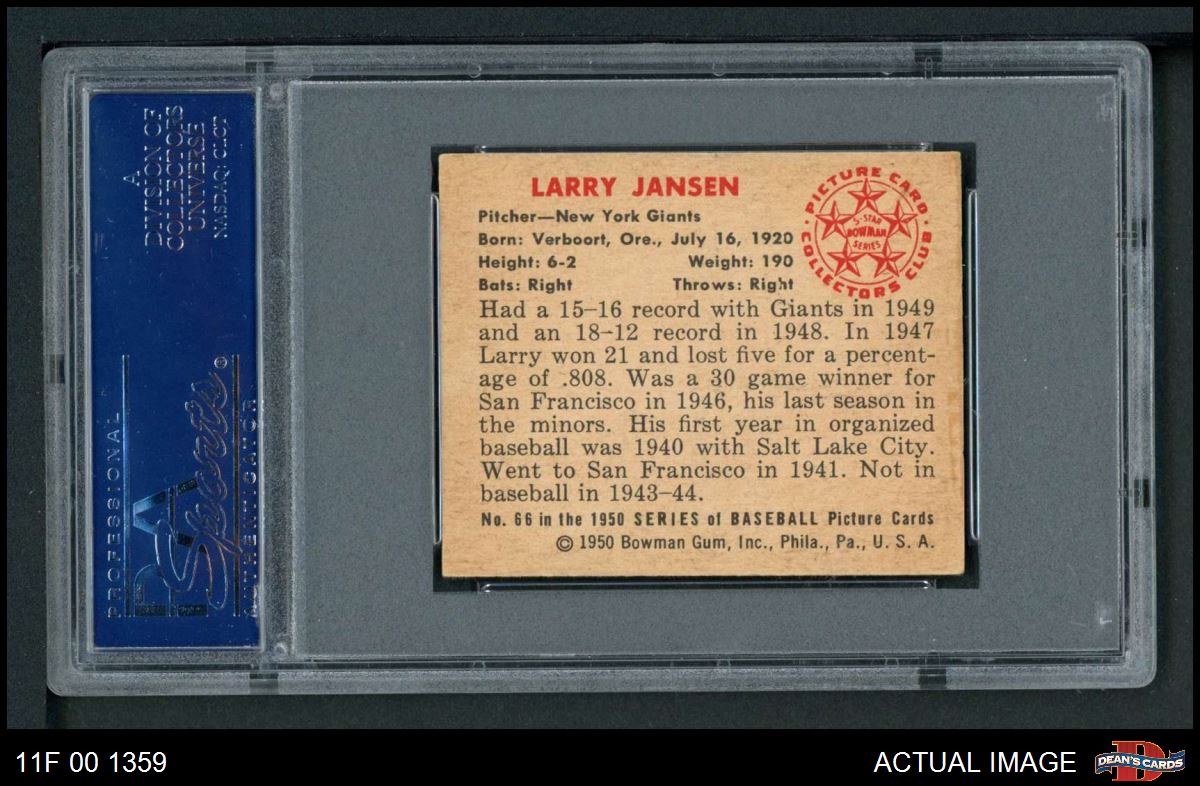 A
DIVISION OF
COLLECTORS
UNIVERSE
NASDAQ: CLCT
PROFESSIONAL
PSA
Sports®
AUTHENTICATOR
LARRY JANSEN
Pitcher—New York Giants
Born: Verboort, Ore., July 16, 1920
Height: 6-2 Weight: 190
Bats: Right Throws: Right
PICTURE CARD
COLLECTORS CLUB
5-STAR
BOWMAN
SERIES
Had a 15–16 record with Giants in 1949
and an 18–12 record in 1948. In 1947
Larry won 21 and lost five for a percent-
age of .808. Was a 30 game winner for
San Francisco in 1946, his last season in
the minors. His first year in organized
baseball was 1940 with Salt Lake City.
Went to San Francisco in 1941. Not in
baseball in 1943–44.
No. 66 in the 1950 SERIES of BASEBALL Picture Cards
© 1950 Bowman Gum, Inc., Phila., Pa., U. S. A.
11F 00 1359
ACTUAL IMAGE
D
DEAN'S CARDS